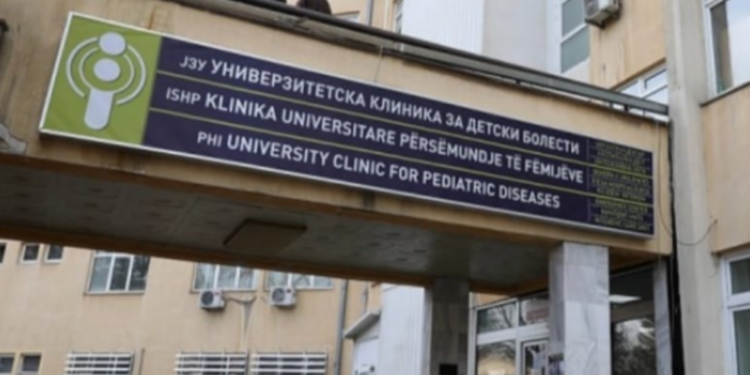 ЈЗУ УНИВЕРЗИТЕТСКА КЛИНИКА ЗА ДЕТСКИ БОЛЕСТИ
ISHP KLINIKA UNIVERSITARE PËRSËMUNDJE TË FËMIJËVE
PHI UNIVERSITY CLINIC FOR PEDIATRIC DISEASES